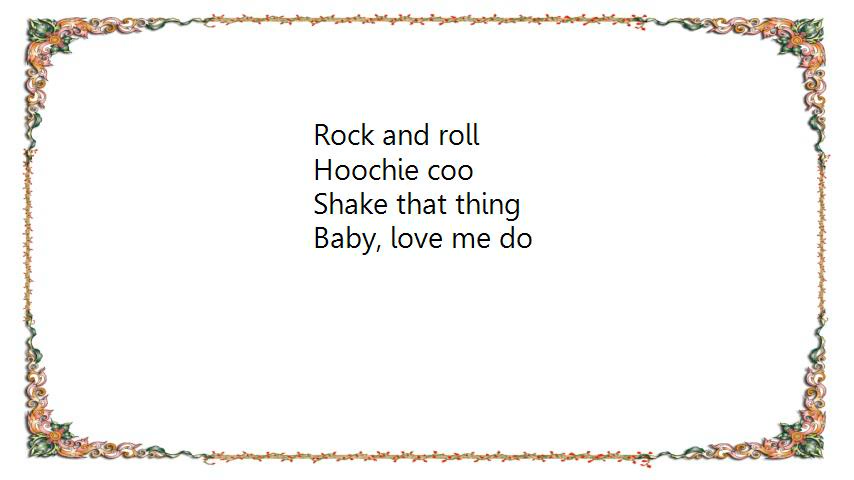 Rock and roll
Hoochie coo
Shake that thing
Baby, love me do